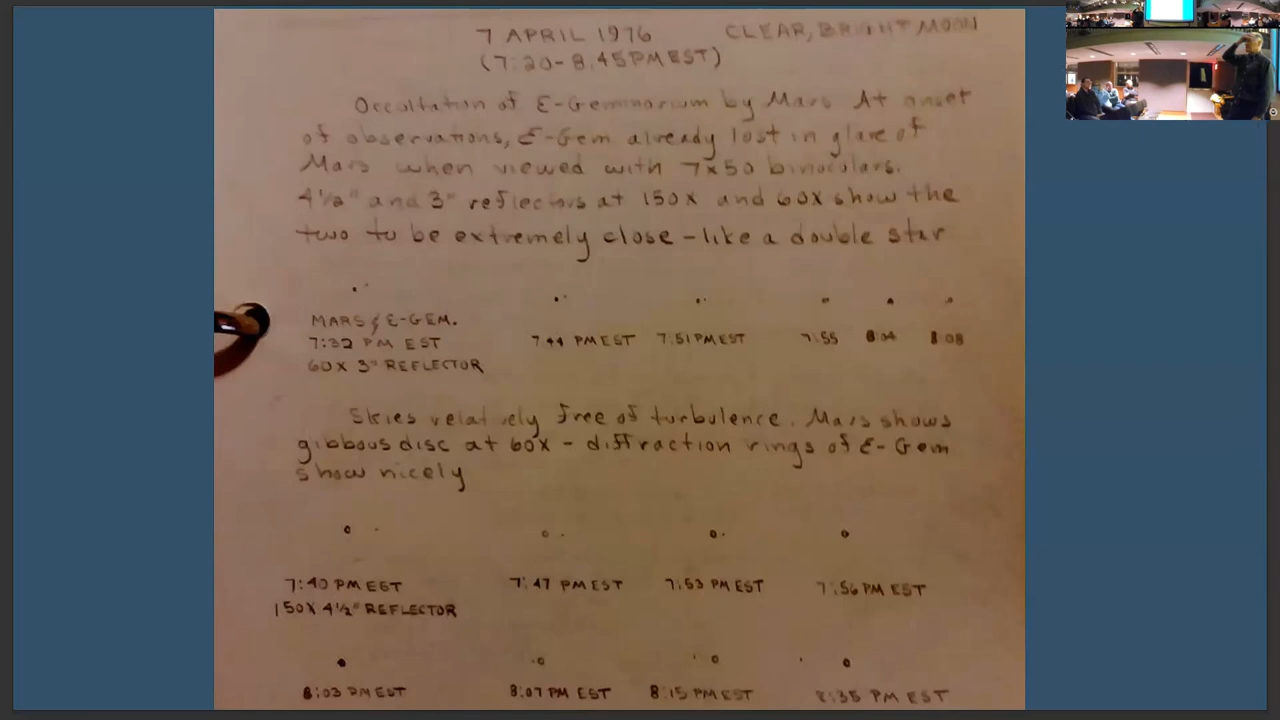 7 APRIL 1976 CLEAR, BRIGHT MOON
(7:20-8:45PM EST)
Occultation of ε-Geminorium by Mars At onset
of observations, ε-Gem already lost in glare of
Mars when viewed with 7x50 binoculars.
4½" and 3" reflectors at 150X and 60X show the
two to be extremely close - like a double star
MARS & ε-GEM.
7:32 PM EST 7:44 PM EST 7:51 PM EST 7:55 8:04 8:08
60X 3" REFLECTOR
Skies relatively free of turbulence. Mars shows
gibbous disc at 60X - diffraction rings of ε-Gem
show nicely
7:40 PM EST 7:47 PM EST 7:53 PM EST 7:56 PM EST
150X 4½" REFLECTOR
8:03 PM EST 8:07 PM EST 8:15 PM EST 8:35 PM EST